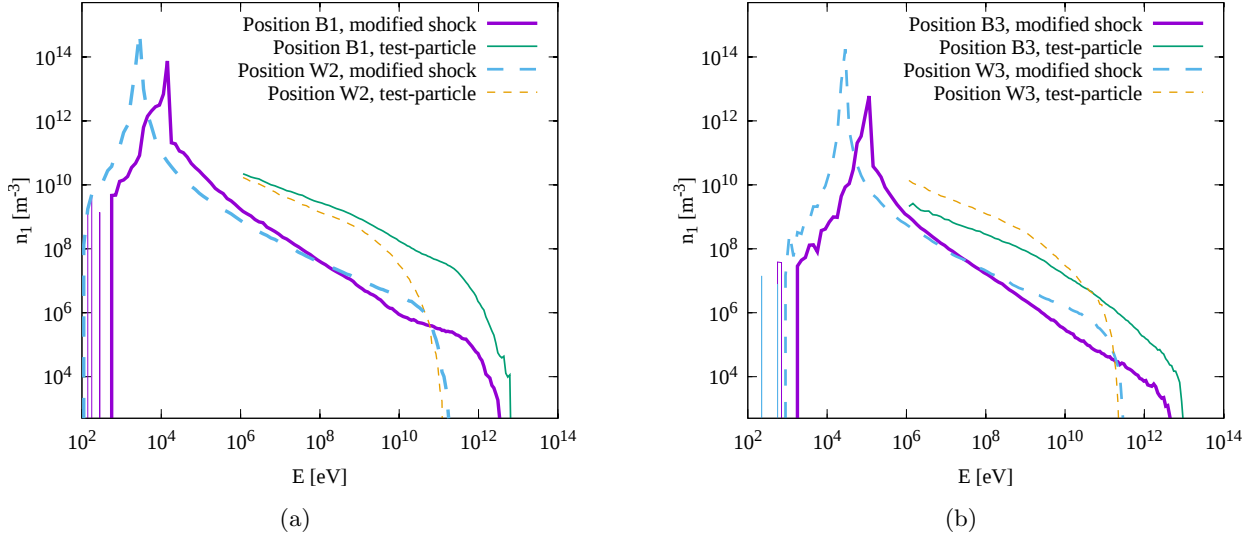 Position B1, modified shock
Position B1, test-particle
Position W2, modified shock
Position W2, test-particle
10^14
10^12
10^10
10^8
10^6
10^4
n_1 [m^-3]
10^2 10^4 10^6 10^8 10^10 10^12 10^14
E [eV]
(a)
Position B3, modified shock
Position B3, test-particle
Position W3, modified shock
Position W3, test-particle
10^14
10^12
10^10
10^8
10^6
10^4
n_1 [m^-3]
10^2 10^4 10^6 10^8 10^10 10^12 10^14
E [eV]
(b)